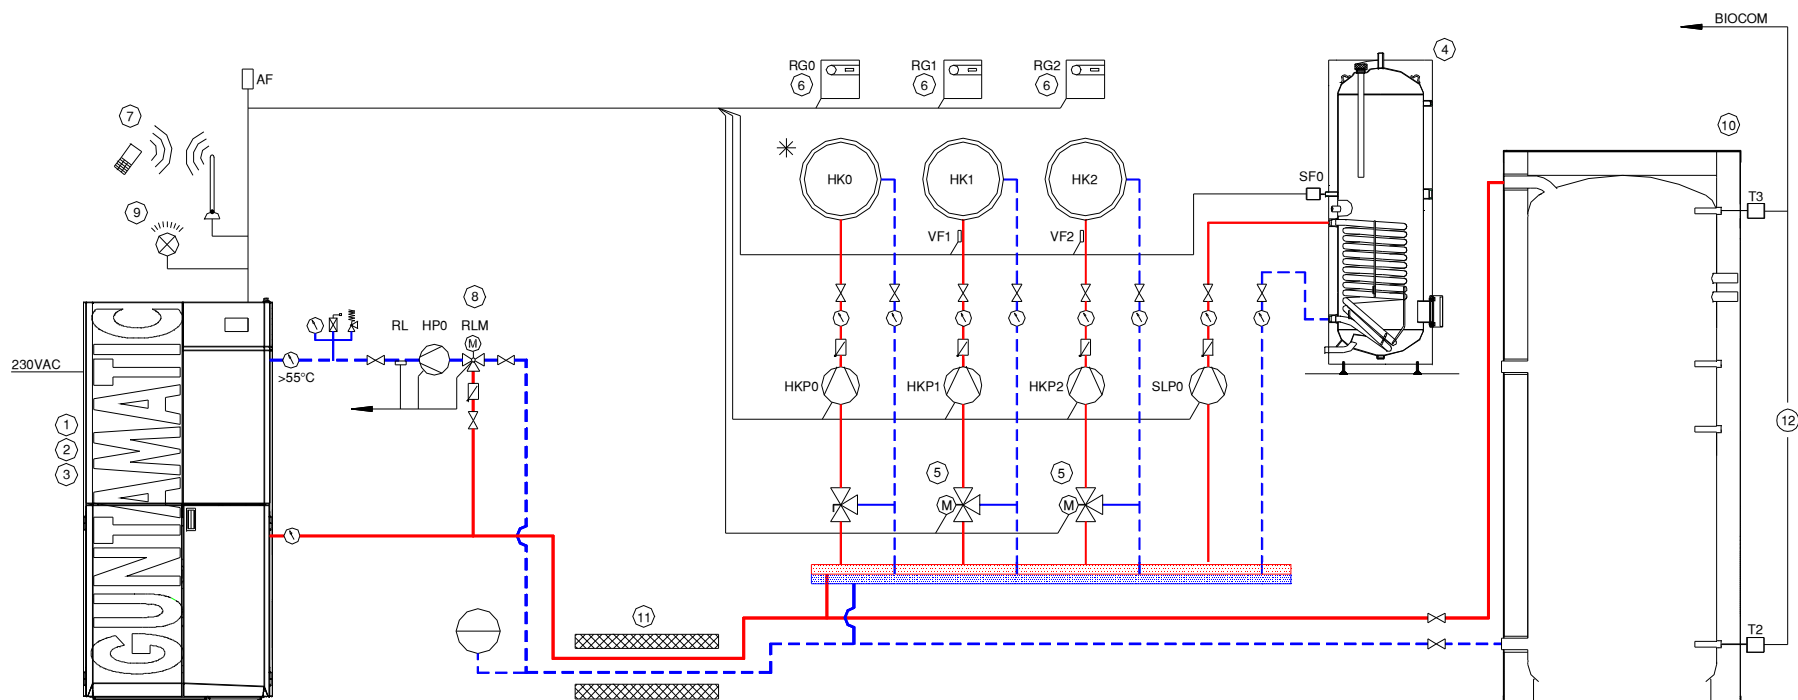 BIOCOM
4
RG0
RG1
RG2
6
6
6
AF
7
10
HK0
HK1
HK2
SF0
T3
9
VF1
VF2
8
RL
HP0
RLM
M
230VAC
>55°C
HKP0
HKP1
HKP2
SLP0
1
2
3
12
5
5
M
M
GUNTAMATIC
11
T2